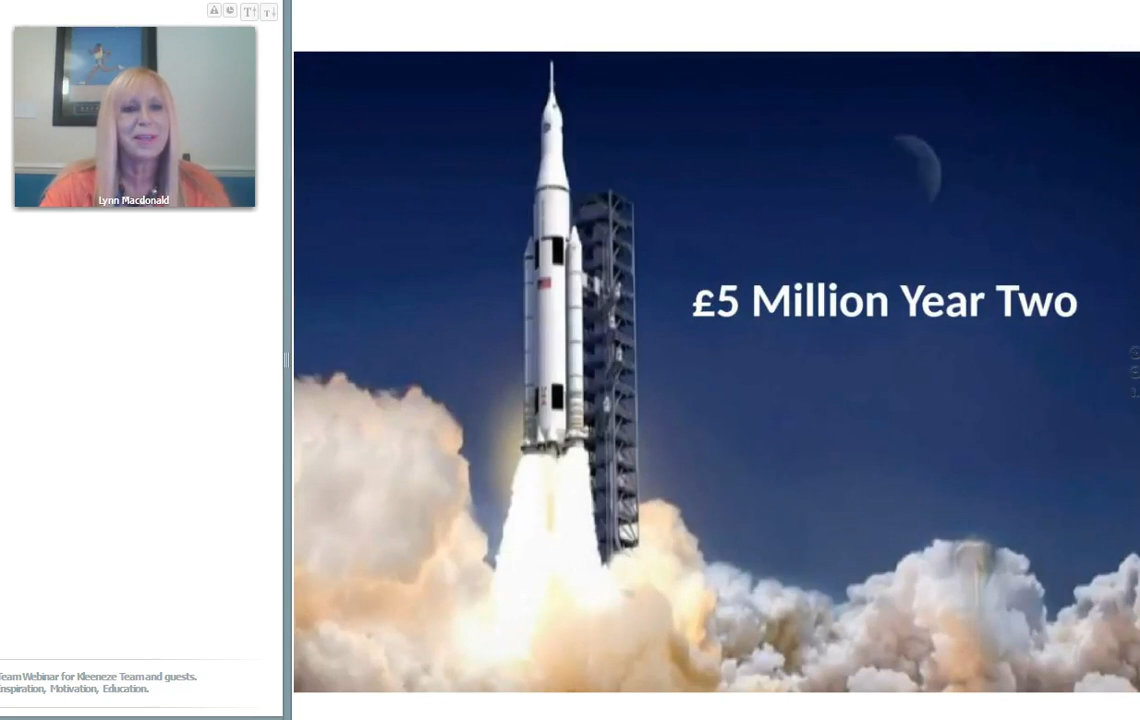 Lynn Macdonald
£5 Million Year Two
Team Webinar for Kleeneze Team and guests.
Inspiration, Motivation, Education.